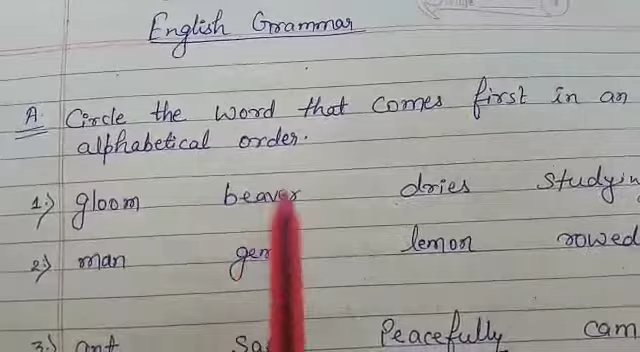 English Grammar
A. Circle the word that comes first in an
alphabetical order.
1.) gloom beaver dries
2.) man lemon rowed
3.) ant Peacefully